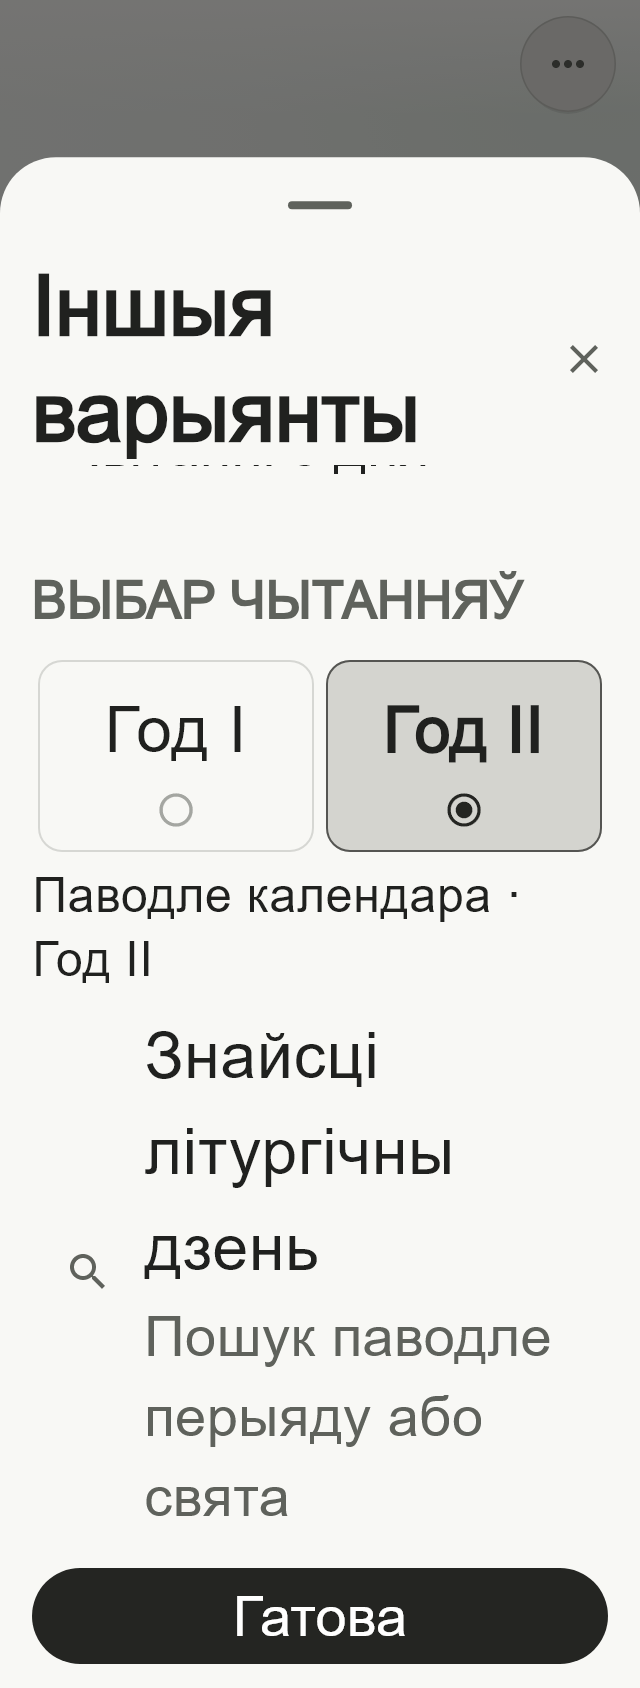 Іншыя
варыянты
ВЫБАР ЧЫТАННЯЎ
Год I
Год II
Паводле календара ·
Год II
Знайсці
літургічны
дзень
Пошук паводле
перыяду або
свята
Гатова